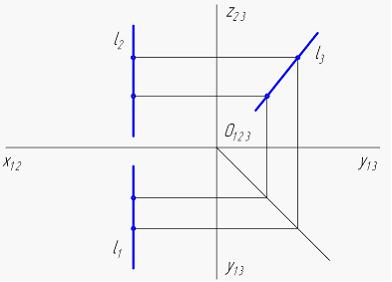 z₂₃
l₂
l₃
O₁₂₃
x₁₂
y₁₃
l₁
y₁₃